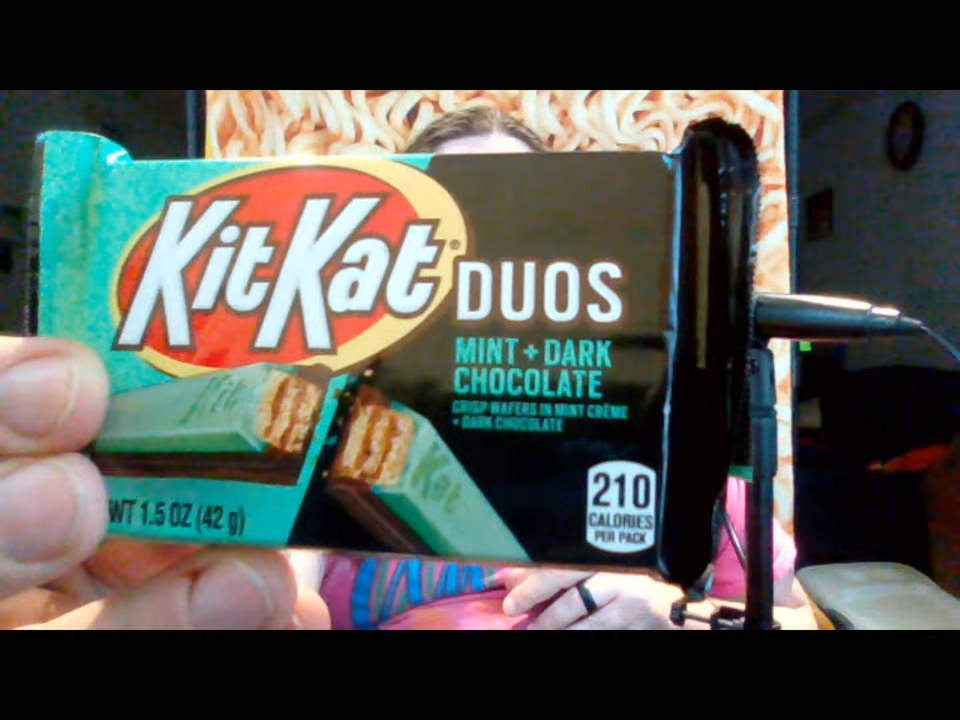 KitKat®
DUOS
MINT + DARK
CHOCOLATE
CRISP WAFERS IN MINT CRÈME
+ DARK CHOCOLATE
210
CALORIES
PER PACK
WT 1.5 OZ (42 g)